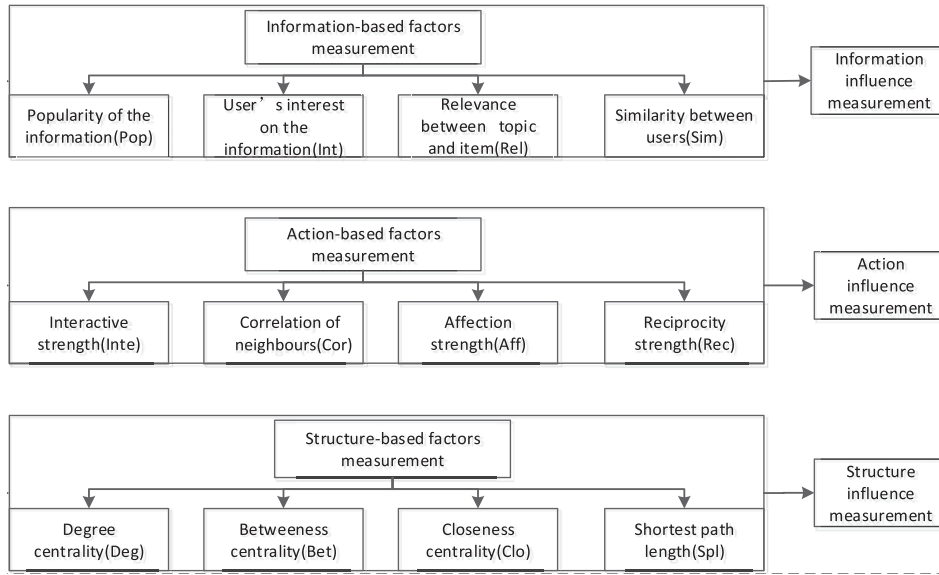 Information-based factors
measurement
Popularity of the
information(Pop)
User's interest
on the
information(Int)
Relevance
between topic
and item(Rel)
Similarity between
users(Sim)
Information
influence
measurement
Action-based factors
measurement
Interactive
strength(Inte)
Correlation of
neighbours(Cor)
Affection
strength(Aff)
Reciprocity
strength(Rec)
Action
influence
measurement
Structure-based factors
measurement
Degree
centrality(Deg)
Betweeness
centrality(Bet)
Closeness
centrality(Clo)
Shortest path
length(Spl)
Structure
influence
measurement